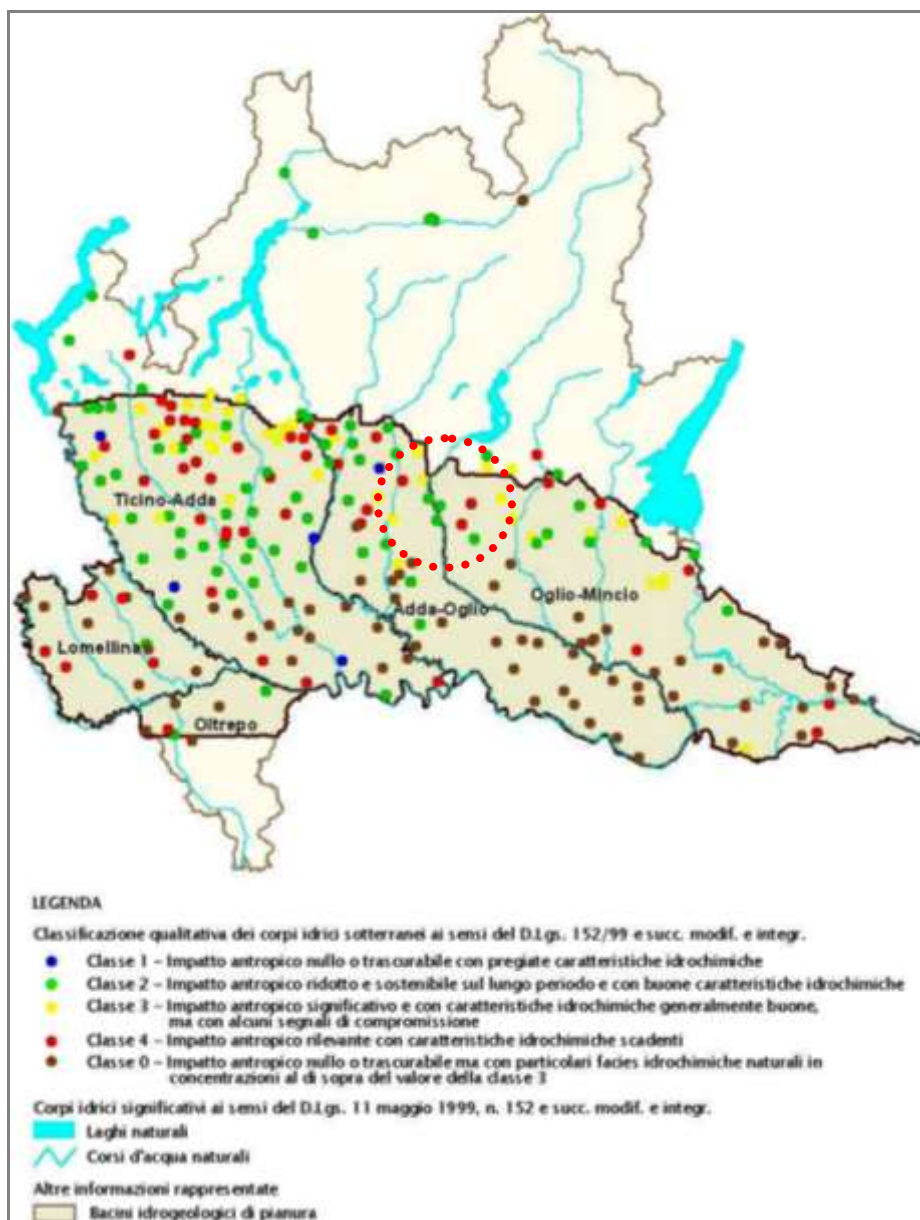 Ticino-Adda
Adda-Oglio
Oglio-Mincio
Lomellina
Oltrepo
LEGENDA
Classificazione qualitativa dei corpi idrici sotterranei ai sensi del D.Lgs. 152/99 e succ. modif. e integr.
Classe 1 – Impatto antropico nullo o trascurabile con pregiate caratteristiche idrochimiche
Classe 2 – Impatto antropico ridotto e sostenibile sul lungo periodo e con buone caratteristiche idrochimiche
Classe 3 – Impatto antropico significativo e con caratteristiche idrochimiche generalmente buone,
ma con alcuni segnali di compromissione
Classe 4 – Impatto antropico rilevante con caratteristiche idrochimiche scadenti
Classe 0 – Impatto antropico nullo o trascurabile ma con particolari facies idrochimiche naturali in
concentrazioni al di sopra del valore della classe 3
Corpi idrici significativi ai sensi del D.Lgs. 11 maggio 1999, n. 152 e succ. modif. e integr.
Laghi naturali
Corsi d'acqua naturali
Altre informazioni rappresentate
Bacini idrogeologici di pianura